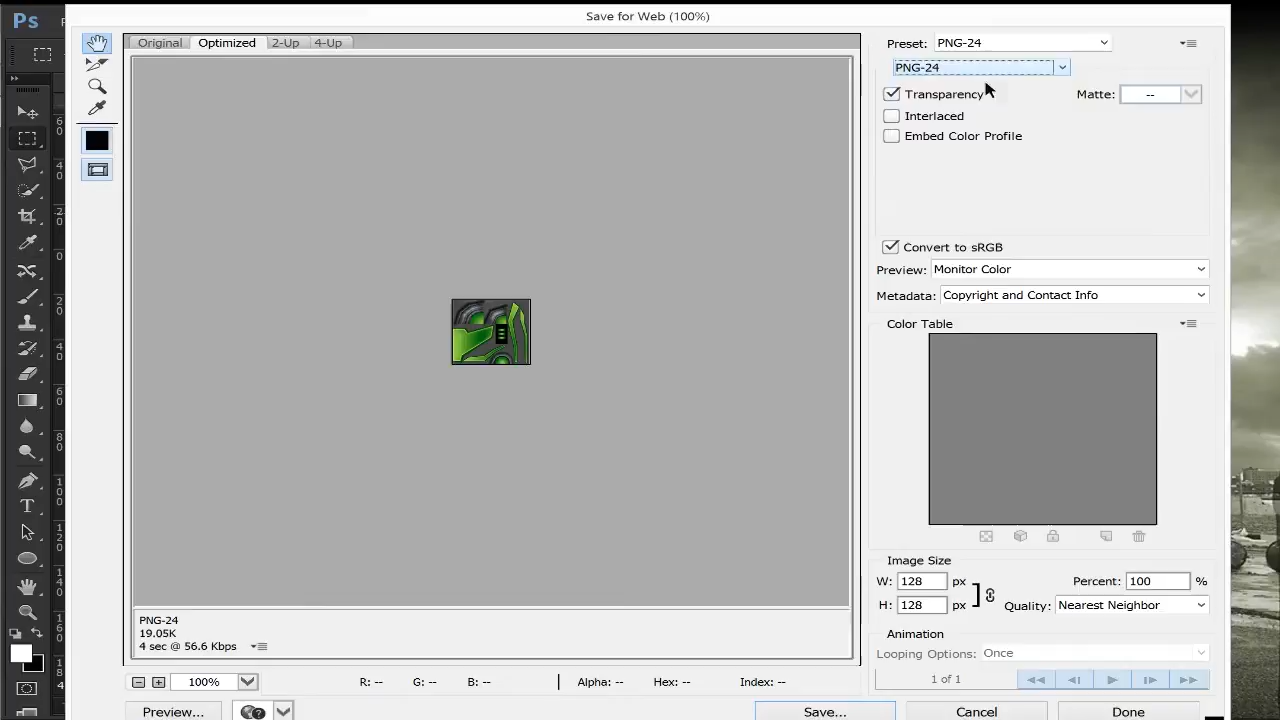 Ps
Save for Web (100%)
Original
Optimized
2-Up
4-Up
Preset:
PNG-24
PNG-24
Transparency
Matte:
--
Interlaced
Embed Color Profile
Convert to sRGB
Preview:
Monitor Color
Metadata:
Copyright and Contact Info
Color Table
Image Size
W:
128
px
Percent:
100
%
H:
128
px
Quality:
Nearest Neighbor
Animation
Looping Options:
Once
1 of 1
PNG-24
19.05K
4 sec @ 56.6 Kbps
100%
R: --
G: --
B: --
Alpha: --
Hex: --
Index: --
Preview...
Save...
Cancel
Done